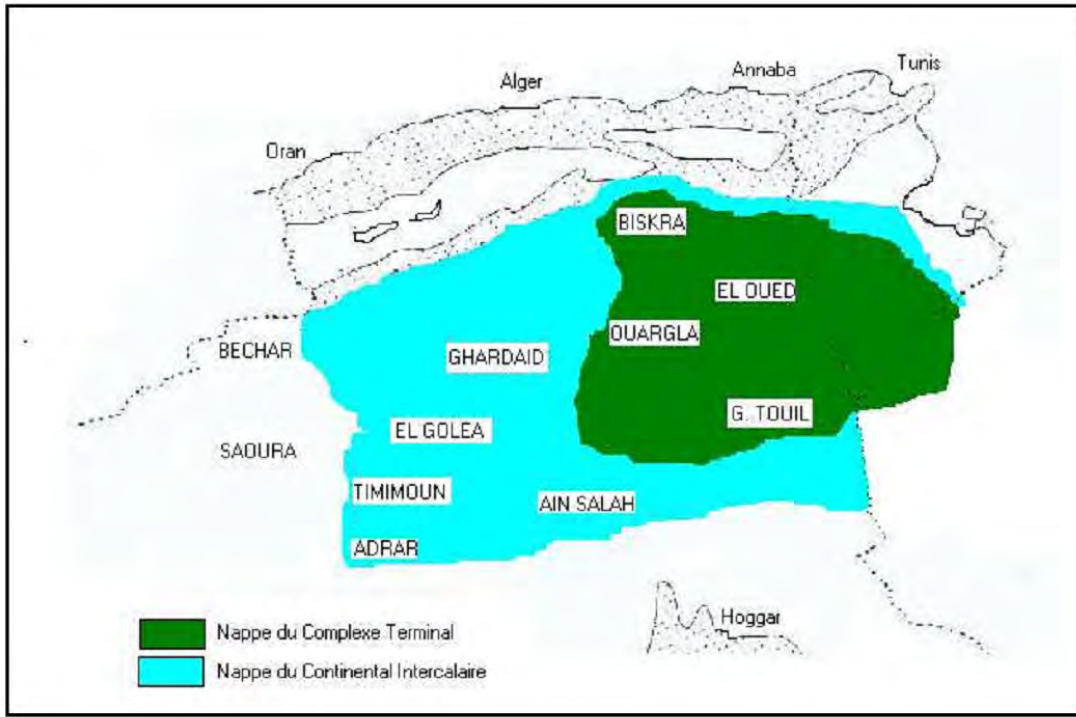 Tunis
Annaba
Alger
Oran
BISKRA
EL OUED
OUARGLA
BECHAR
GHARDAID
G. TOUIL
EL GOLEA
SAOURA
TIMIMOUN
AIN SALAH
ADRAR
Hoggar
Nappe du Complexe Terminal
Nappe du Continental Intercalaire